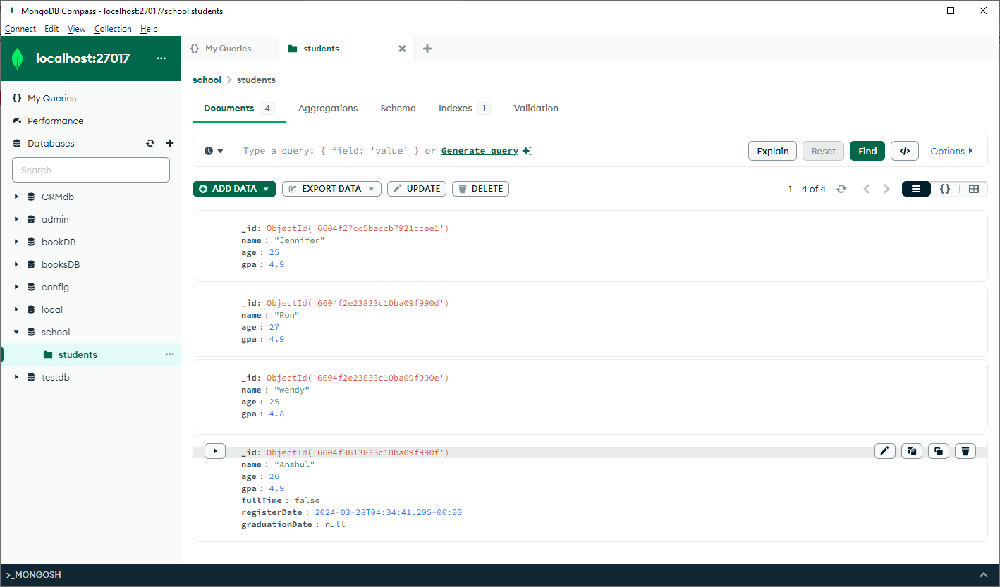 MongoDB Compass - localhost:27017/school.students
Connect Edit View Collection Help
localhost:27017 ...
{} My Queries
students
{} My Queries
Performance
Databases
Search
CRMdb
admin
bookDB
booksDB
config
local
school
students ...
testdb
school > students
Documents 4 Aggregations Schema Indexes 1 Validation
Type a query: { field: 'value' } or Generate query
Explain Reset Find </> Options
ADD DATA EXPORT DATA UPDATE DELETE
1 – 4 of 4 {}
_id: ObjectId('6604f27cc5baccb7921ccee1')
name : "Jennifer"
age : 25
gpa : 4.9
_id: ObjectId('6604f2e23833c10ba09f990d')
name : "Ron"
age : 27
gpa : 4.9
_id: ObjectId('6604f2e23833c10ba09f990e')
name : "wendy"
age : 25
gpa : 4.8
_id: ObjectId('6604f3613833c10ba09f990f')
name : "Anshul"
age : 26
gpa : 4.9
fullTime : false
registerDate : 2024-03-28T04:34:41.205+00:00
graduationDate : null
>_MONGOSH